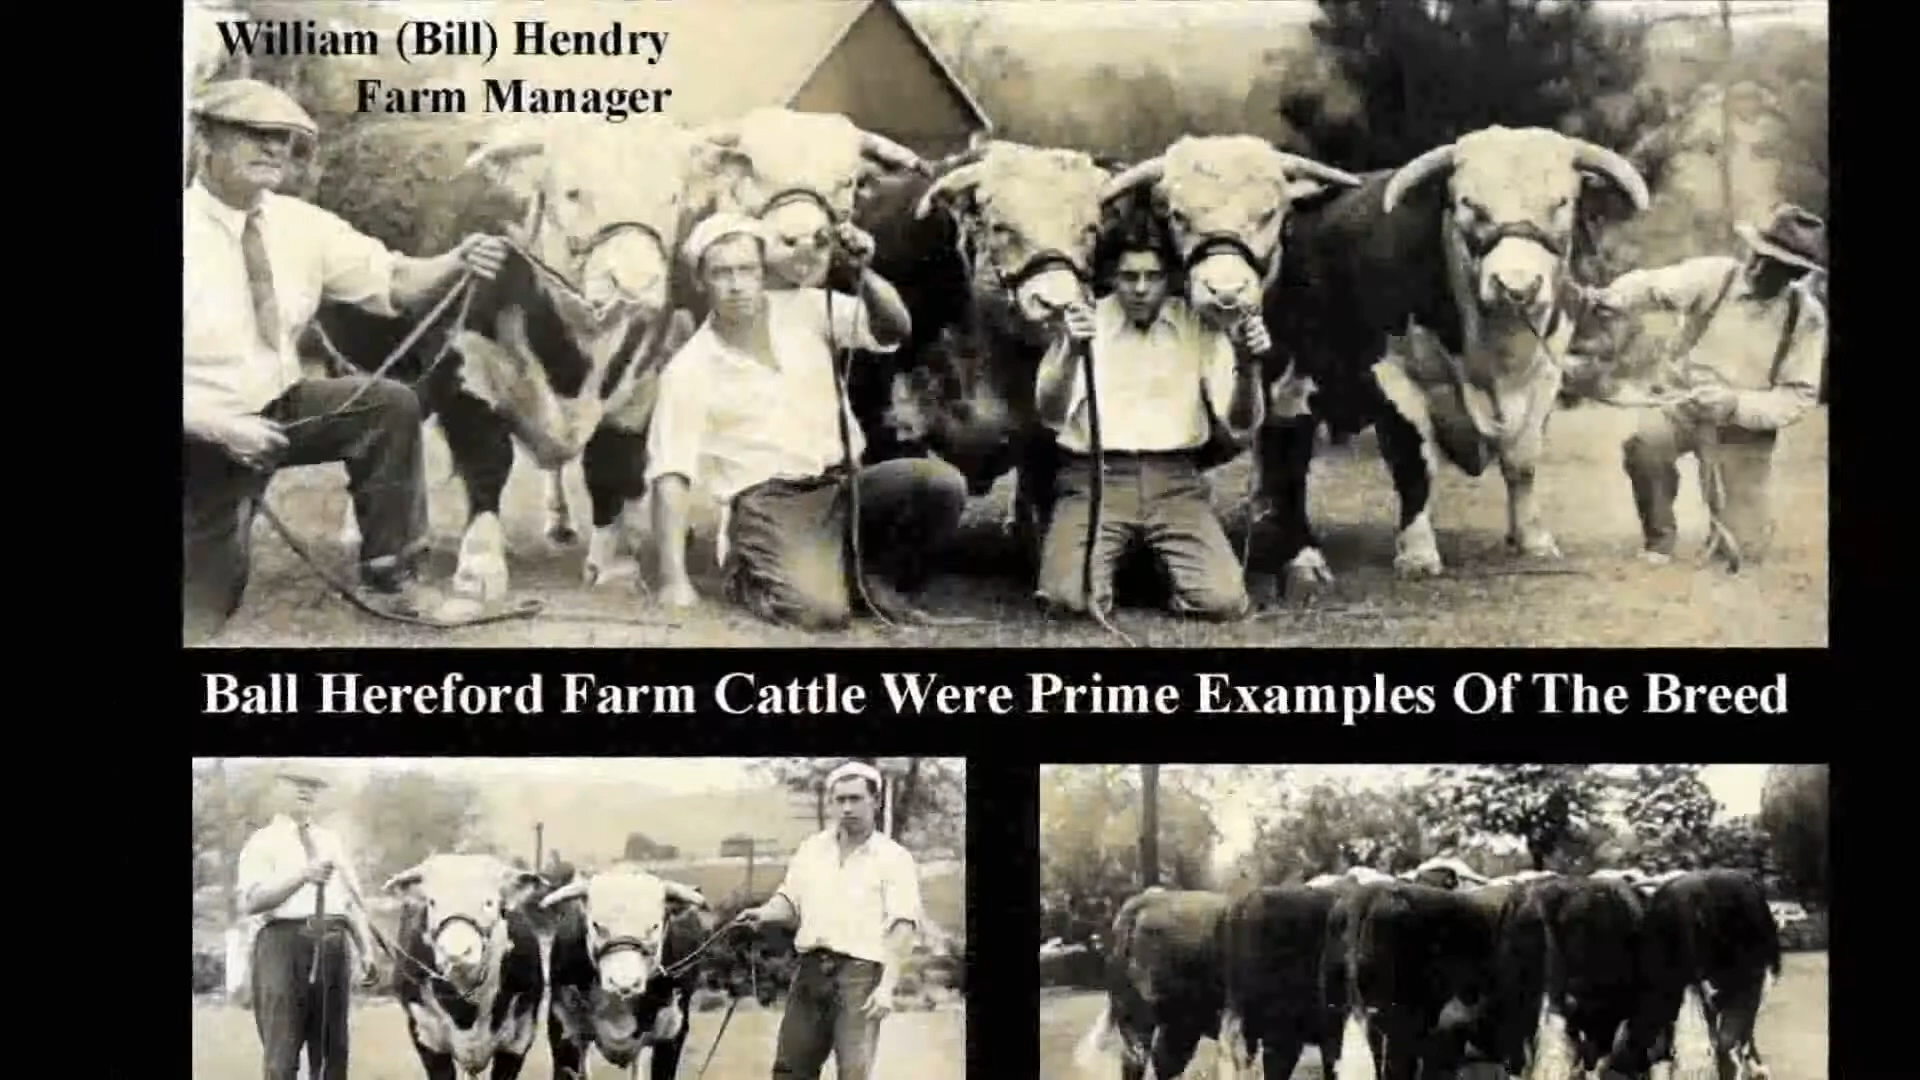 William (Bill) Hendry
Farm Manager
Ball Hereford Farm Cattle Were Prime Examples Of The Breed